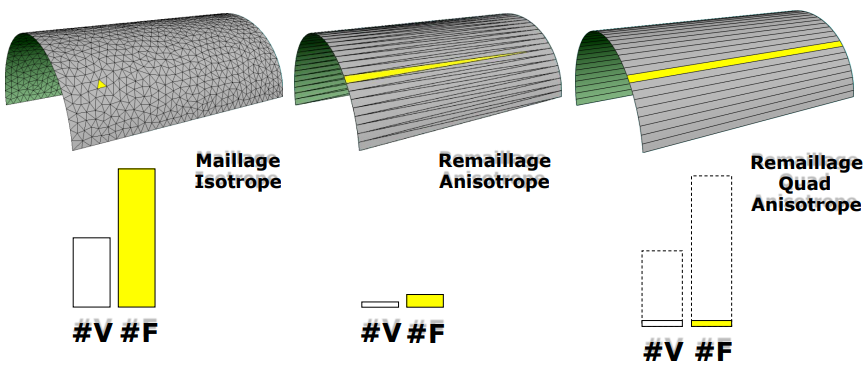 Maillage
Isotrope
Remaillage
Anisotrope
Remaillage
Quad
Anisotrope
#V #F
#V #F
#V #F